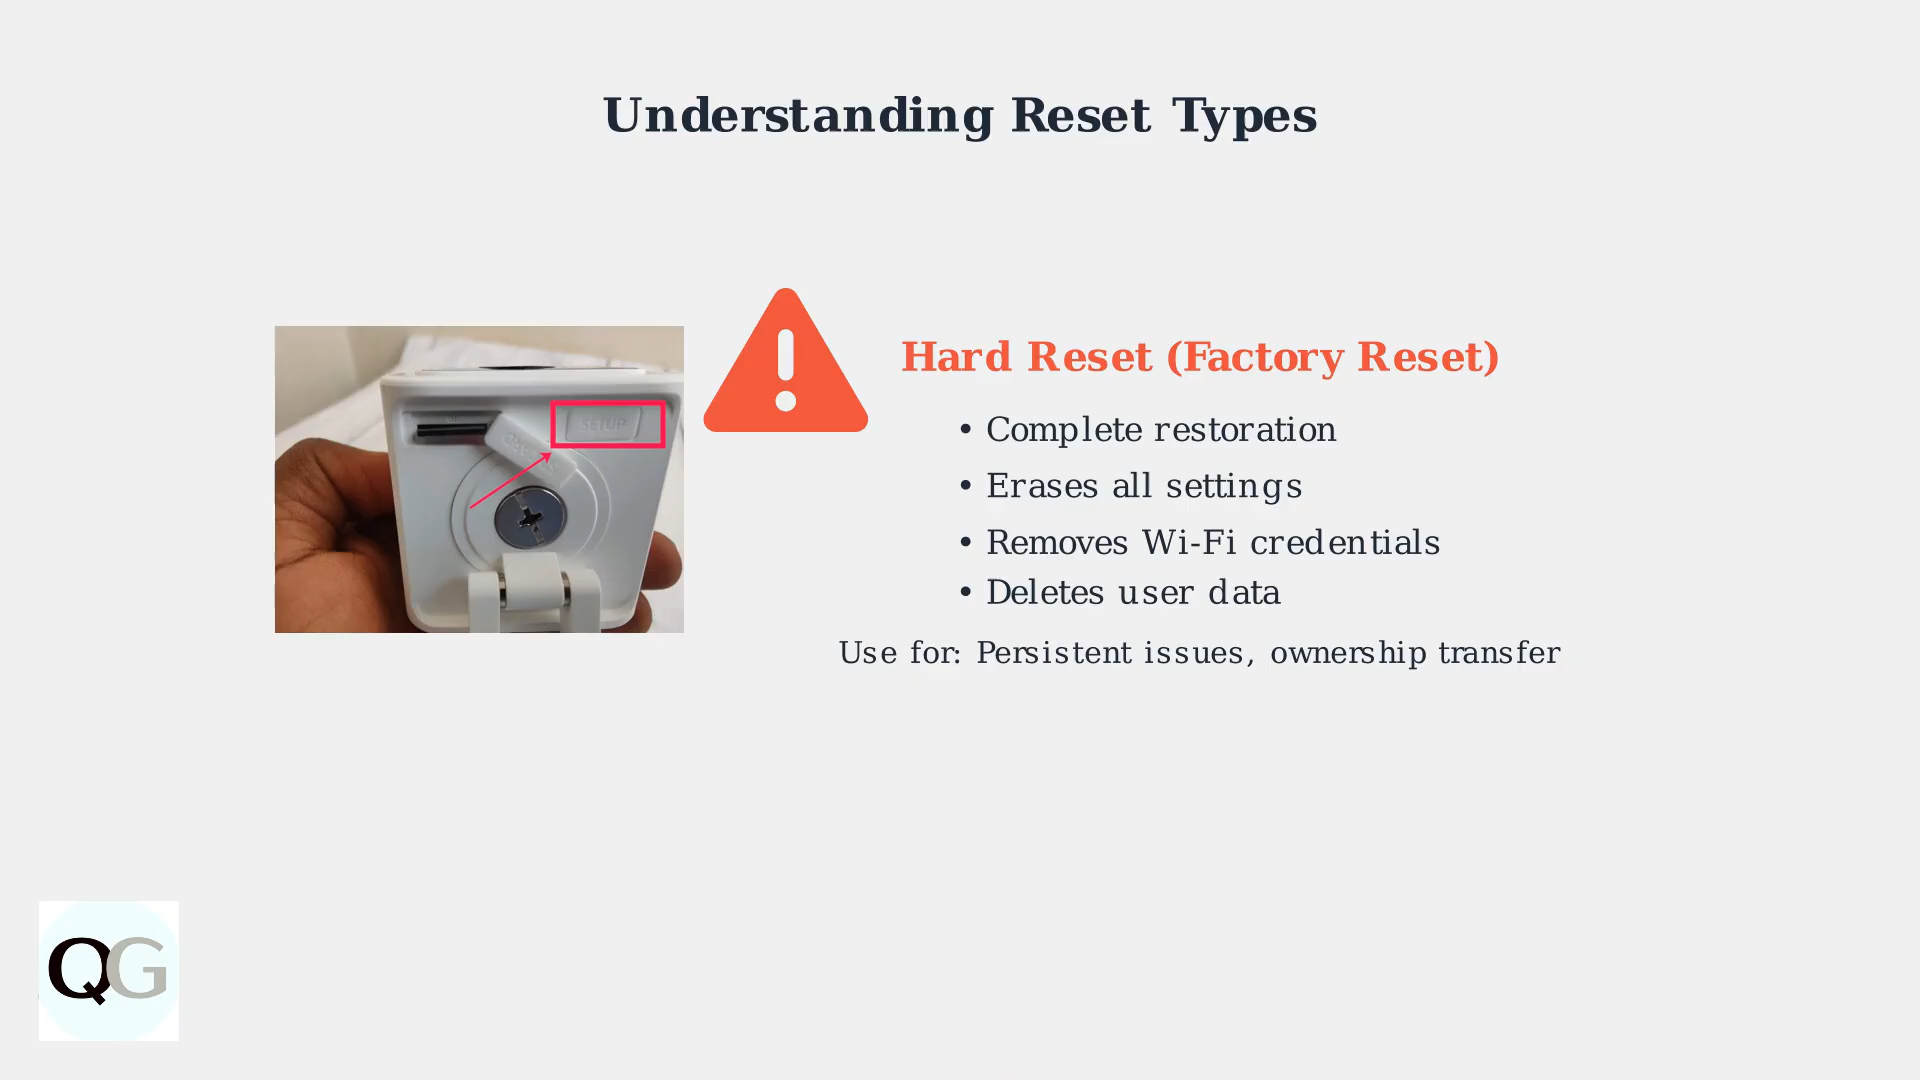 Understanding Reset Types
SETUP
Hard Reset (Factory Reset)
• Complete restoration
• Erases all settings
• Removes Wi-Fi credentials
• Deletes user data
Use for: Persistent issues, ownership transfer
QG